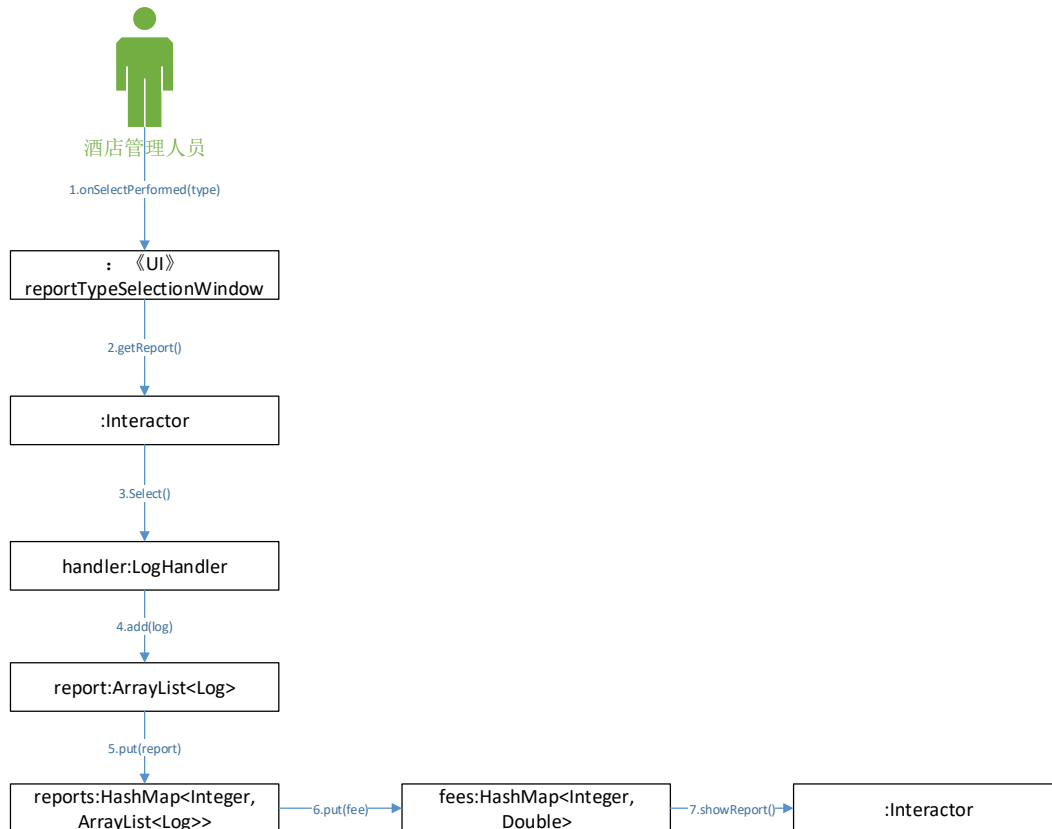 酒店管理人员
1.onSelectPerformed(type)
： 《UI》
reportTypeSelectionWindow
2.getReport()
:Interactor
3.Select()
handler:LogHandler
4.add(log)
report:ArrayList<Log>
5.put(report)
reports:HashMap<Integer,
ArrayList<Log>>
6.put(fee)
fees:HashMap<Integer,
Double>
7.showReport()
:Interactor